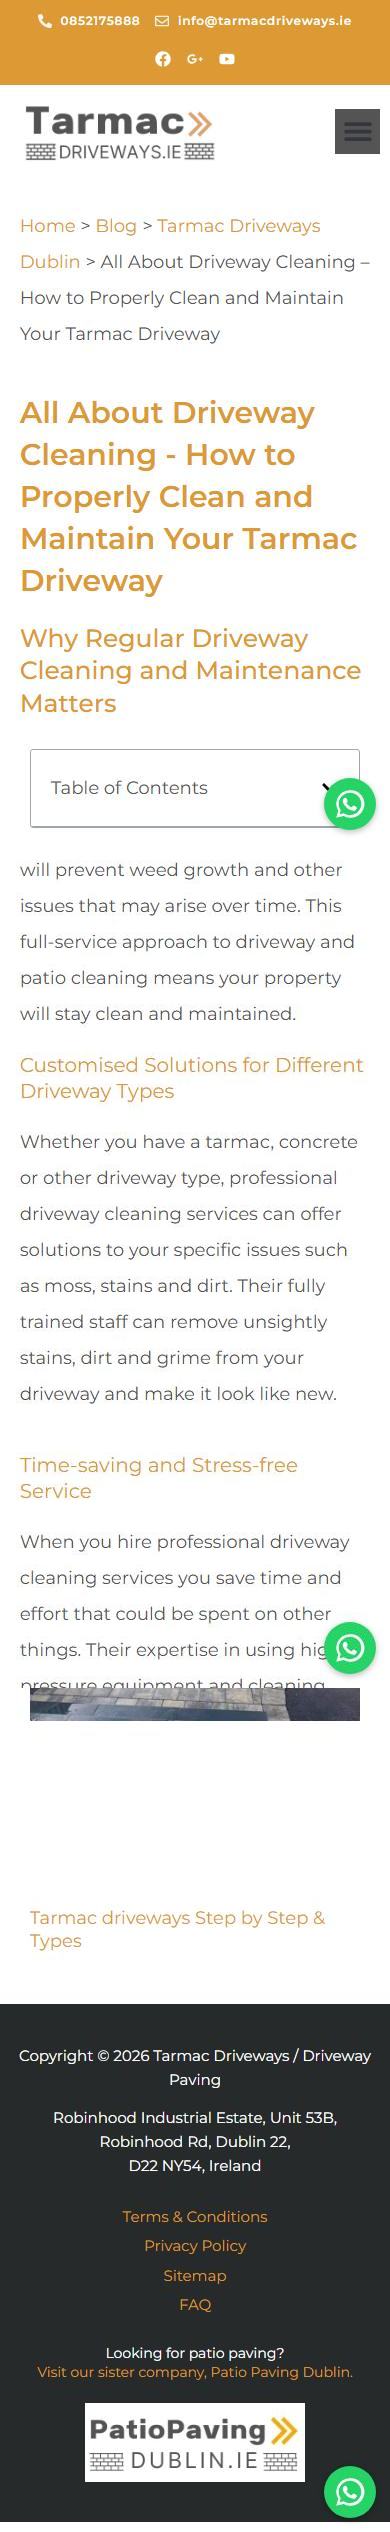 0852175888 info@tarmacdriveways.ie
Tarmac
DRIVEWAYS.IE
Home > Blog > Tarmac Driveways
Dublin > All About Driveway Cleaning –
How to Properly Clean and Maintain
Your Tarmac Driveway
All About Driveway
Cleaning - How to
Properly Clean and
Maintain Your Tarmac
Driveway
Why Regular Driveway
Cleaning and Maintenance
Matters
Table of Contents
will prevent weed growth and other
issues that may arise over time. This
full-service approach to driveway and
patio cleaning means your property
will stay clean and maintained.
Customised Solutions for Different
Driveway Types
Whether you have a tarmac, concrete
or other driveway type, professional
driveway cleaning services can offer
solutions to your specific issues such
as moss, stains and dirt. Their fully
trained staff can remove unsightly
stains, dirt and grime from your
driveway and make it look like new.
Time-saving and Stress-free
Service
When you hire professional driveway
cleaning services you save time and
effort that could be spent on other
things. Their expertise in using
pressure equipment and cleaning
Tarmac driveways Step by Step &
Types
Copyright © 2026 Tarmac Driveways / Driveway
Paving
Robinhood Industrial Estate, Unit 53B,
Robinhood Rd, Dublin 22,
D22 NY54, Ireland
Terms & Conditions
Privacy Policy
Sitemap
FAQ
Looking for patio paving?
Visit our sister company, Patio Paving Dublin.
PatioPaving
DUBLIN.IE